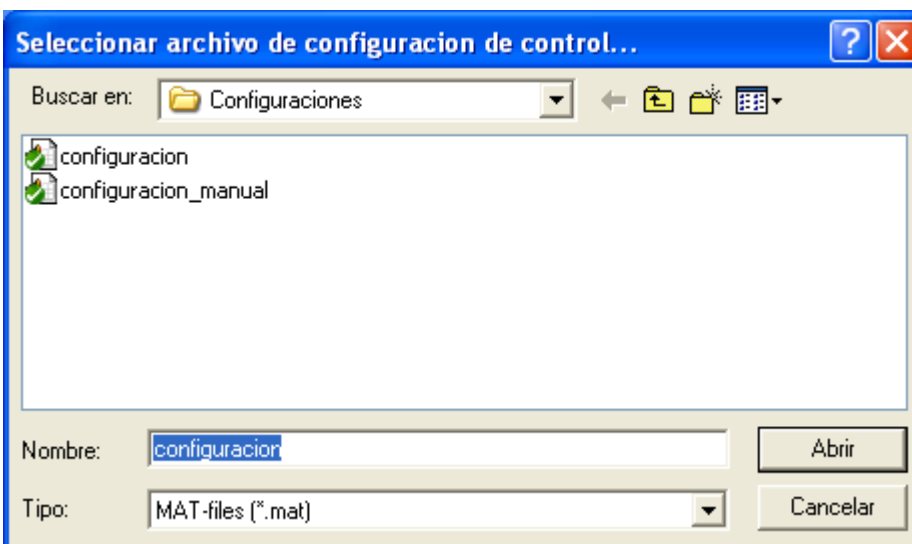 Seleccionar archivo de configuracion de control...
Buscar en: Configuraciones
configuracion
configuracion_manual
Nombre: configuracion Abrir
Tipo: MAT-files (*.mat) Cancelar